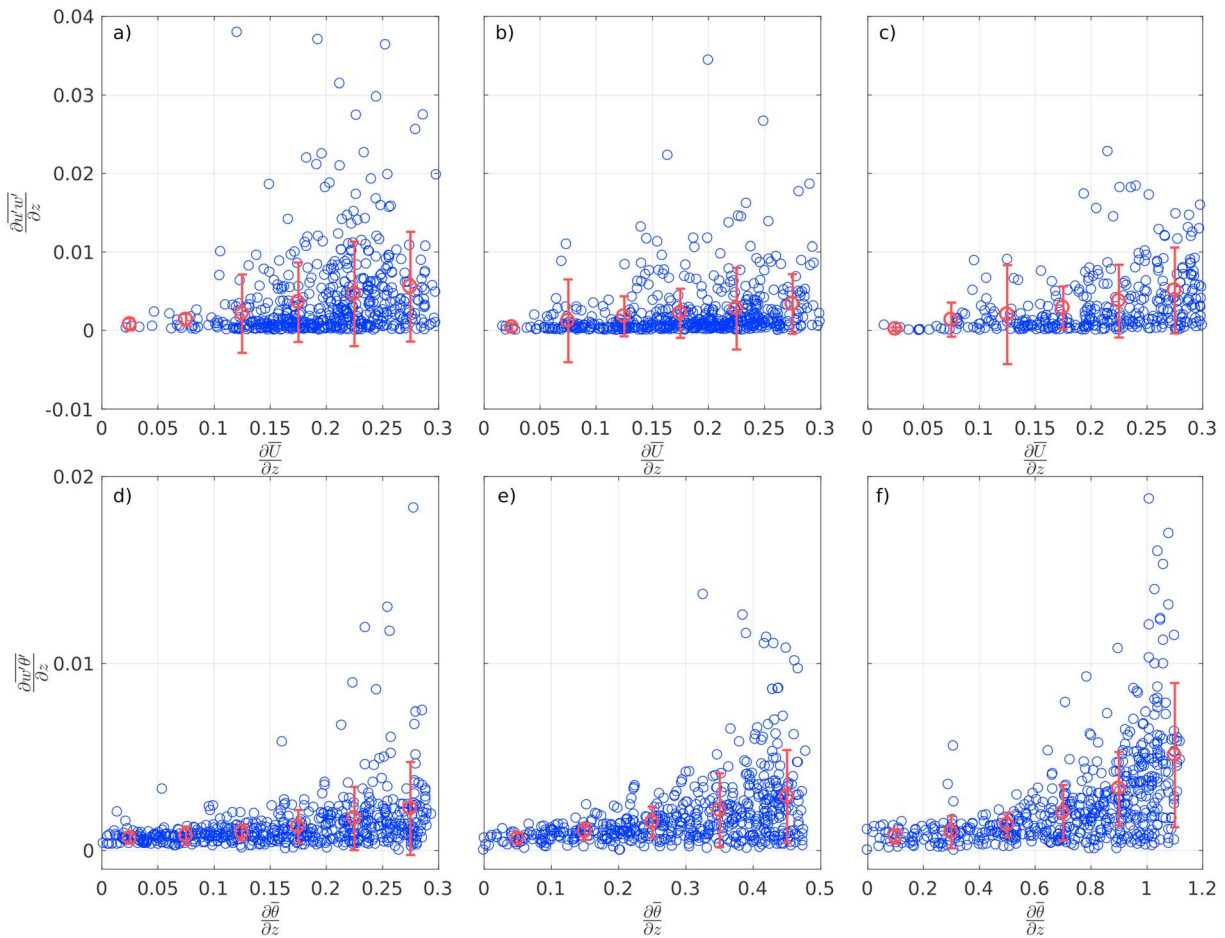 a)
b)
c)
0.04
0.03
0.02
0.01
0
-0.01
∂u'w' / ∂z
0 0.05 0.1 0.15 0.2 0.25 0.3
0 0.05 0.1 0.15 0.2 0.25 0.3
0 0.05 0.1 0.15 0.2 0.25 0.3
∂U̅ / ∂z
∂U̅ / ∂z
∂U̅ / ∂z
d)
e)
f)
0.02
0.01
0
∂w'θ' / ∂z
0 0.05 0.1 0.15 0.2 0.25 0.3
0 0.1 0.2 0.3 0.4 0.5
0 0.2 0.4 0.6 0.8 1 1.2
∂θ̅ / ∂z
∂θ̅ / ∂z
∂θ̅ / ∂z